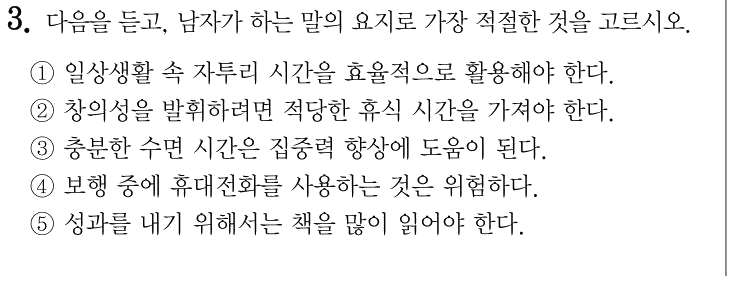 3. 다음을 듣고, 남자가 하는 말의 요지로 가장 적절한 것을 고르시오.
① 일상생활 속 자투리 시간을 효율적으로 활용해야 한다.
② 창의성을 발휘하려면 적당한 휴식 시간을 가져야 한다.
③ 충분한 수면 시간은 집중력 향상에 도움이 된다.
④ 보행 중에 휴대전화를 사용하는 것은 위험하다.
⑤ 성과를 내기 위해서는 책을 많이 읽어야 한다.